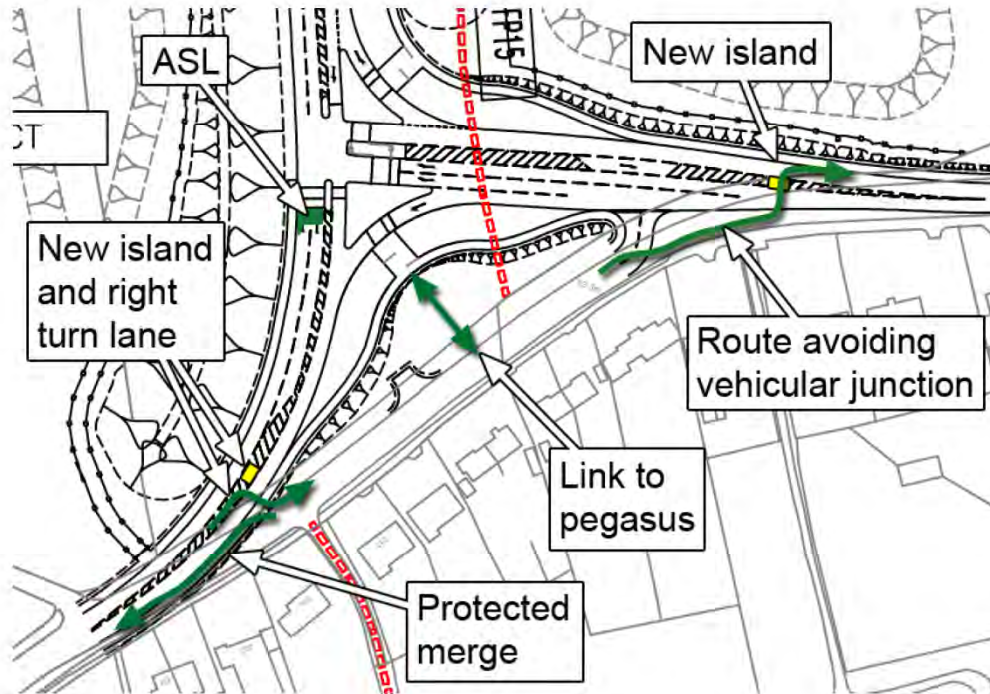 ASL
FP15
New island
CT
New island
and right
turn lane
Route avoiding
vehicular junction
Link to
pegasus
Protected
merge